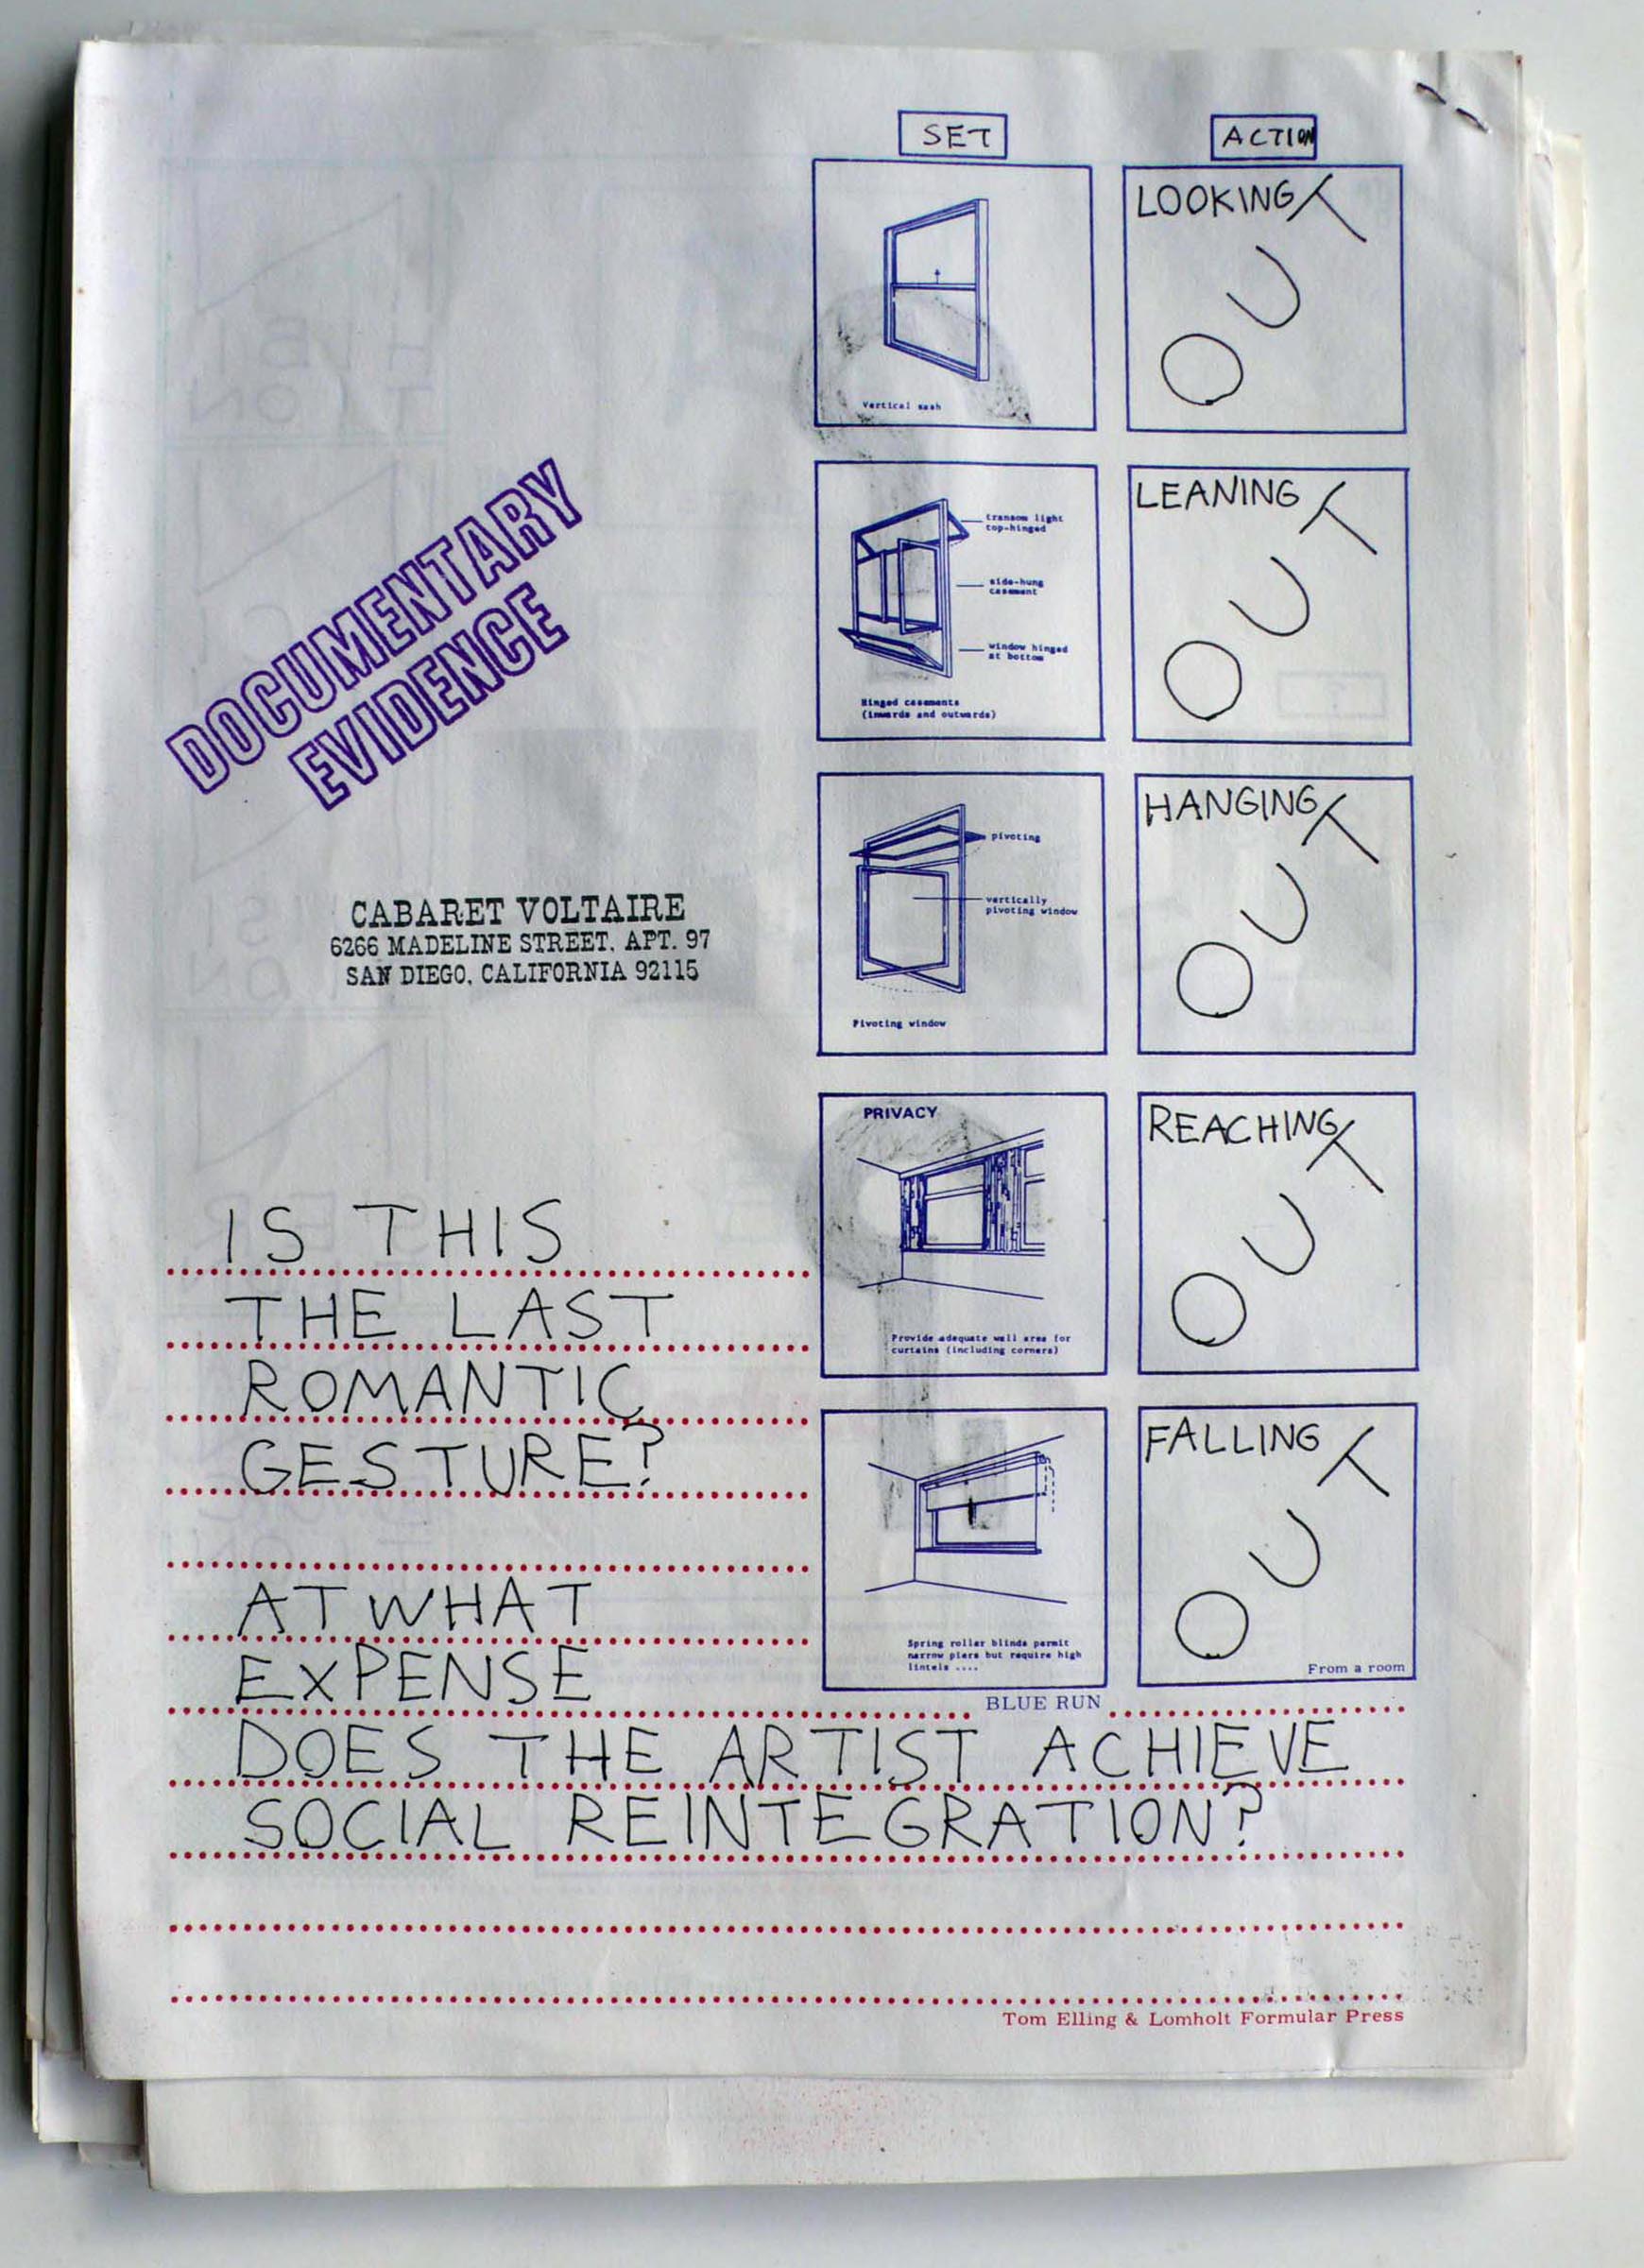 SET
ACTION
LOOKING
OUT
Vertical sash
LEANING
OUT
transom light
top-hinged
side-hung
casement
window hinged
at bottom
Hinged casements
(inwards and outwards)
DOCUMENTARY
EVIDENCE
HANGING
OUT
pivoting
vertically
pivoting window
Pivoting window
CABARET VOLTAIRE
6266 MADELINE STREET, APT. 97
SAN DIEGO, CALIFORNIA 92115
PRIVACY
Provide adequate wall area for
curtains (including corners)
REACHING
OUT
Spring roller blinds permit
narrow piers but require high
lintels ....
FALLING
OUT
From a room
BLUE RUN
IS THIS
THE LAST
ROMANTIC
GESTURE?
AT WHAT
EXPENSE
DOES THE ARTIST ACHIEVE
SOCIAL REINTEGRATION?
Tom Elling & Lomholt Formular Press